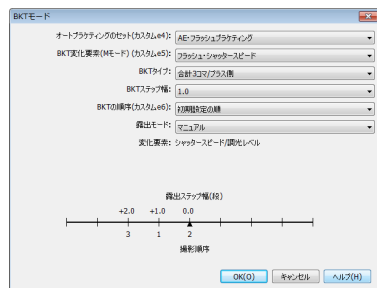 BKTモード
オートブラケティングのセット(カスタムe4): AE・フラッシュブラケティング
BKT変化要素(Mモード) (カスタムe5): フラッシュ・シャッタースピード
BKTタイプ: 合計3コマ/プラス側
BKTステップ幅: 1.0
BKTの順序(カスタムe6): 初期設定の順
露出モード: マニュアル
変化要素: シャッタースピード/調光レベル
露出ステップ幅(段)
+2.0 +1.0 0.0
3 1 2
撮影順序
OK(O) キャンセル ヘルプ(H)